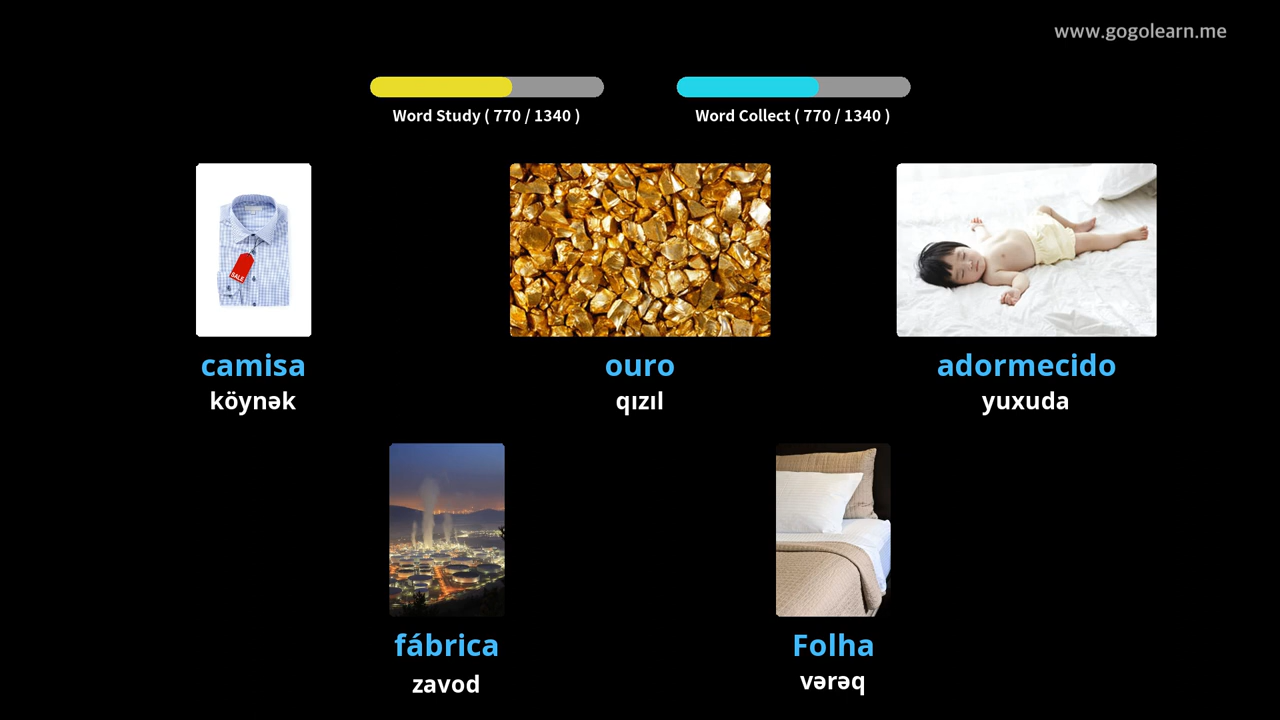 www.gogolearn.me
Word Study ( 770 / 1340 )
Word Collect ( 770 / 1340 )
SALE
camisa
ouro
adormecido
köynək
qızıl
yuxuda
fábrica
Folha
zavod
vərəq